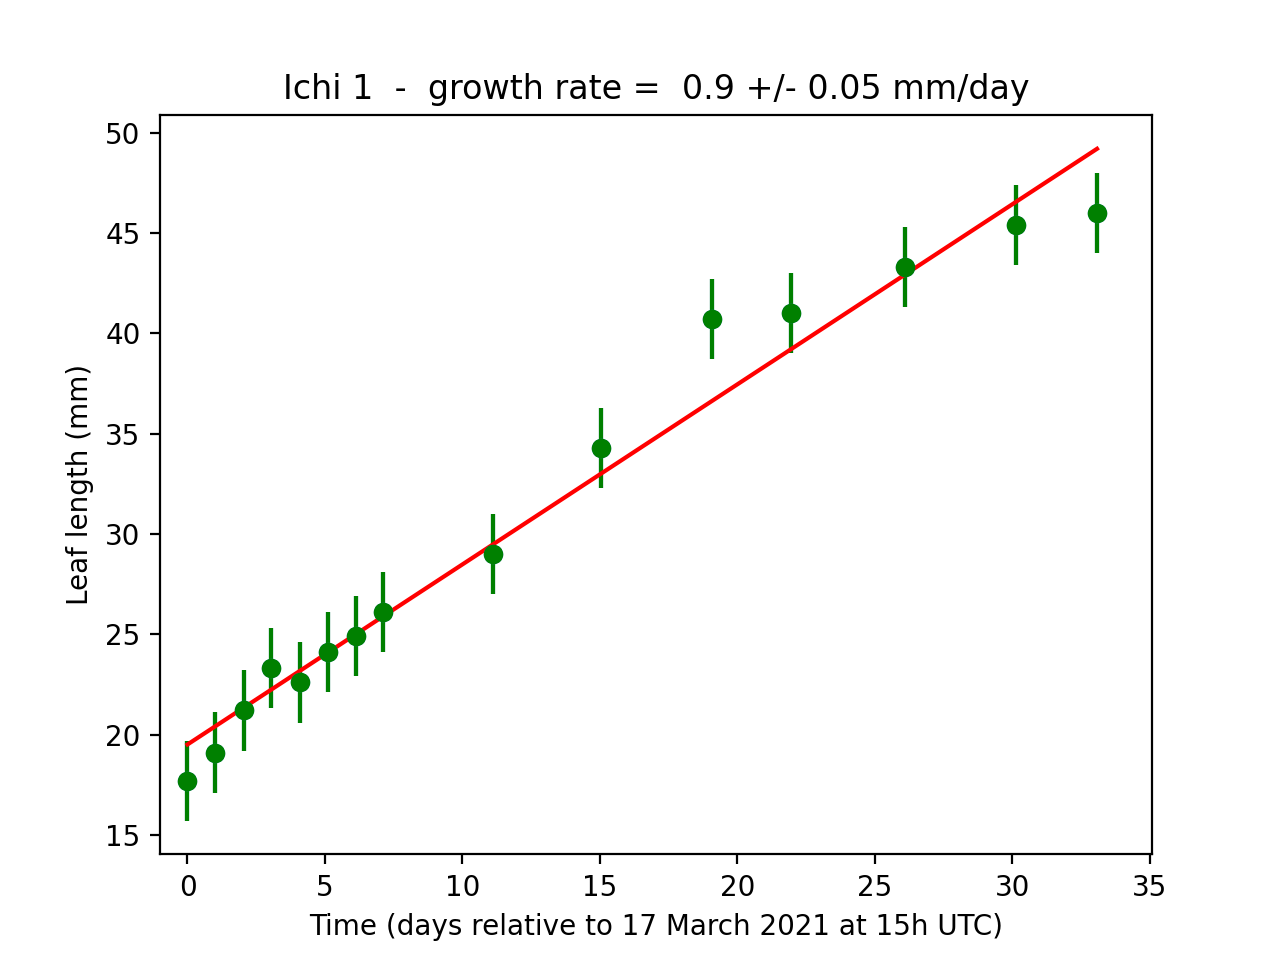 Ichi 1  -  growth rate =  0.9 +/- 0.05 mm/day
50
45
40
35
30
25
20
15
Leaf length (mm)
0 5 10 15 20 25 30 35
Time (days relative to 17 March 2021 at 15h UTC)